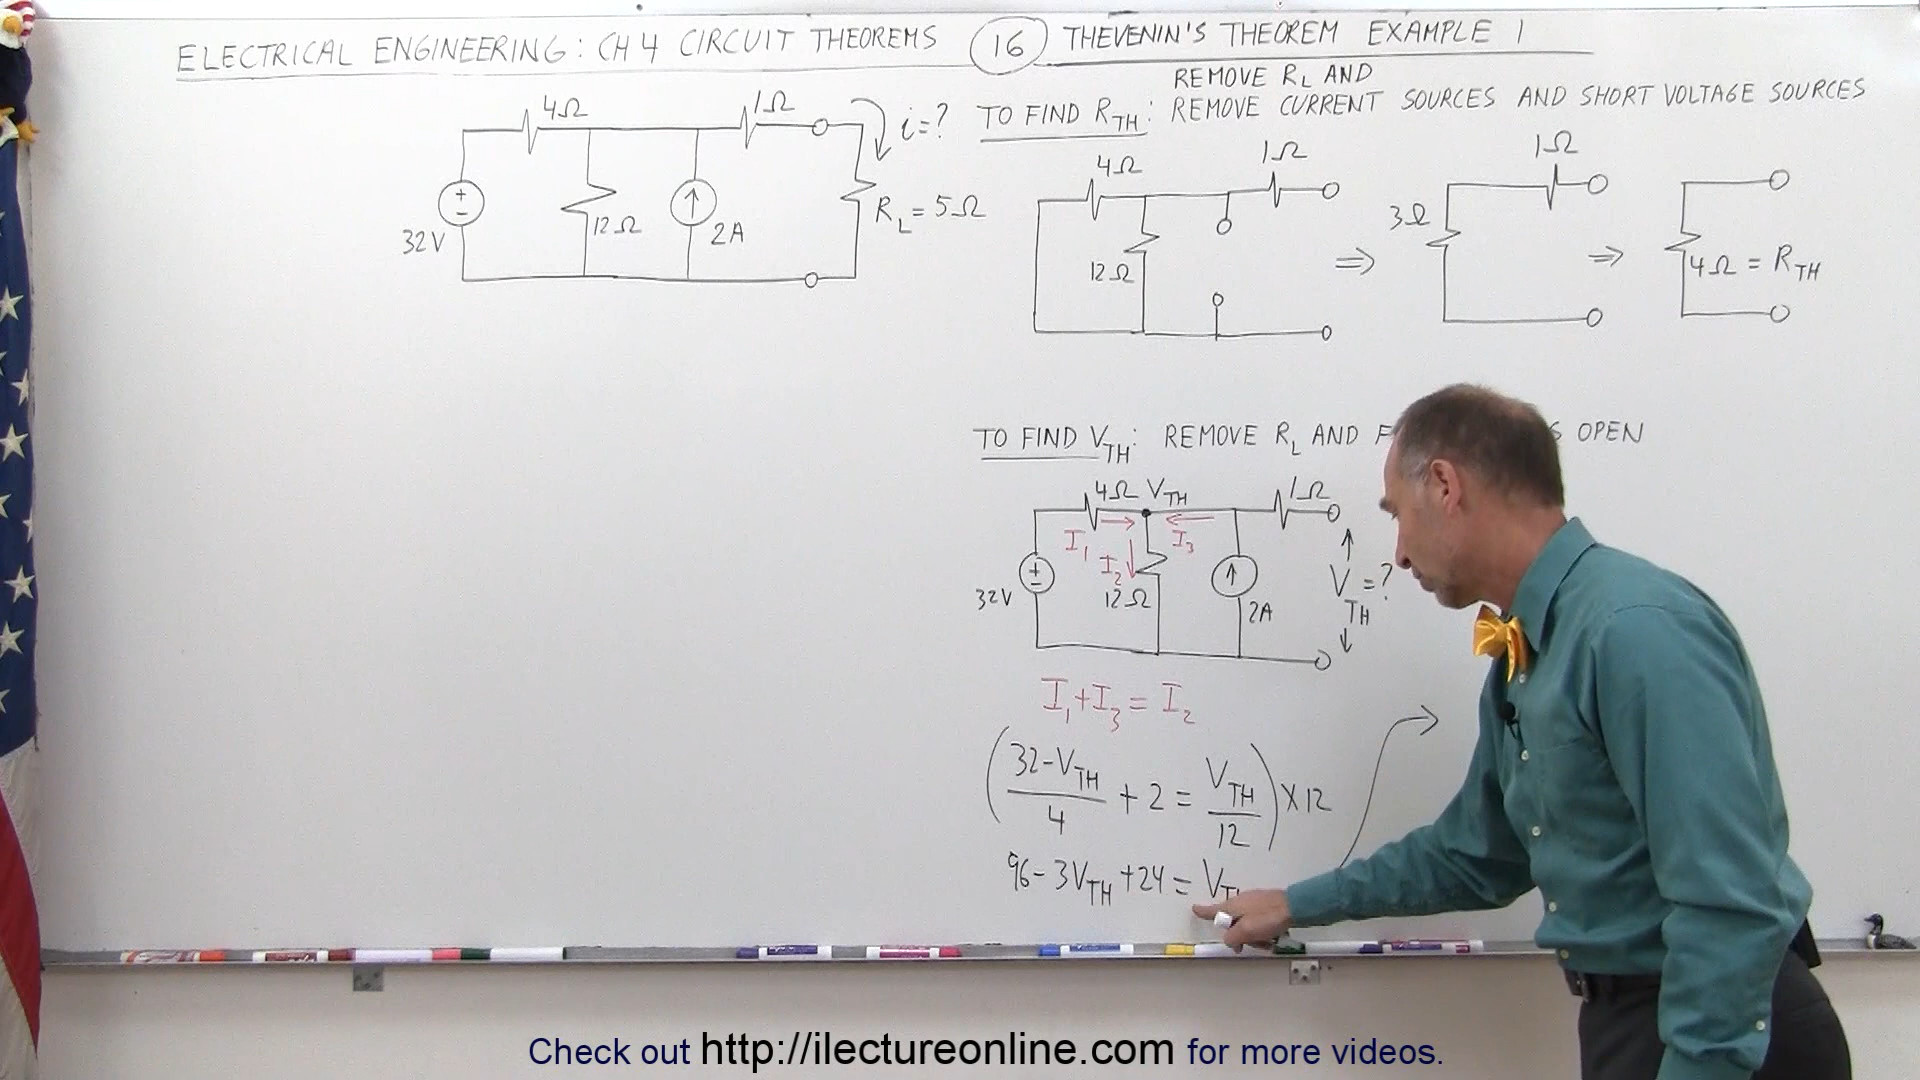 ELECTRICAL ENGINEERING: CH 4 CIRCUIT THEOREMS 16 THEVENIN'S THEOREM EXAMPLE 1
REMOVE RL AND
TO FIND RTH: REMOVE CURRENT SOURCES AND SHORT VOLTAGE SOURCES
4Ω 1Ω i=?
32V 12Ω 2A RL = 5Ω
4Ω 1Ω 1Ω
12Ω ⇒ 3Ω ⇒ 4Ω = RTH
TO FIND VTH: REMOVE RL AND OPEN
4Ω VTH 1Ω
I1 I2 I3
32V 12Ω 2A VTH=?
I1+I3 = I2
(32-VTH/4 + 2 = VTH/12) X12
96-3VTH+24 =
Check out http://ilectureonline.com for more videos.